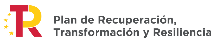 Plan de Recuperación,
Transformación y Resiliencia